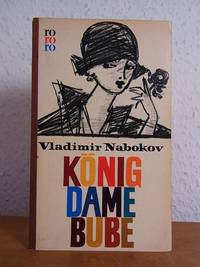 ro
ro
ro
Vladimir Nabokov
KÖNIG
DAME
BUBE